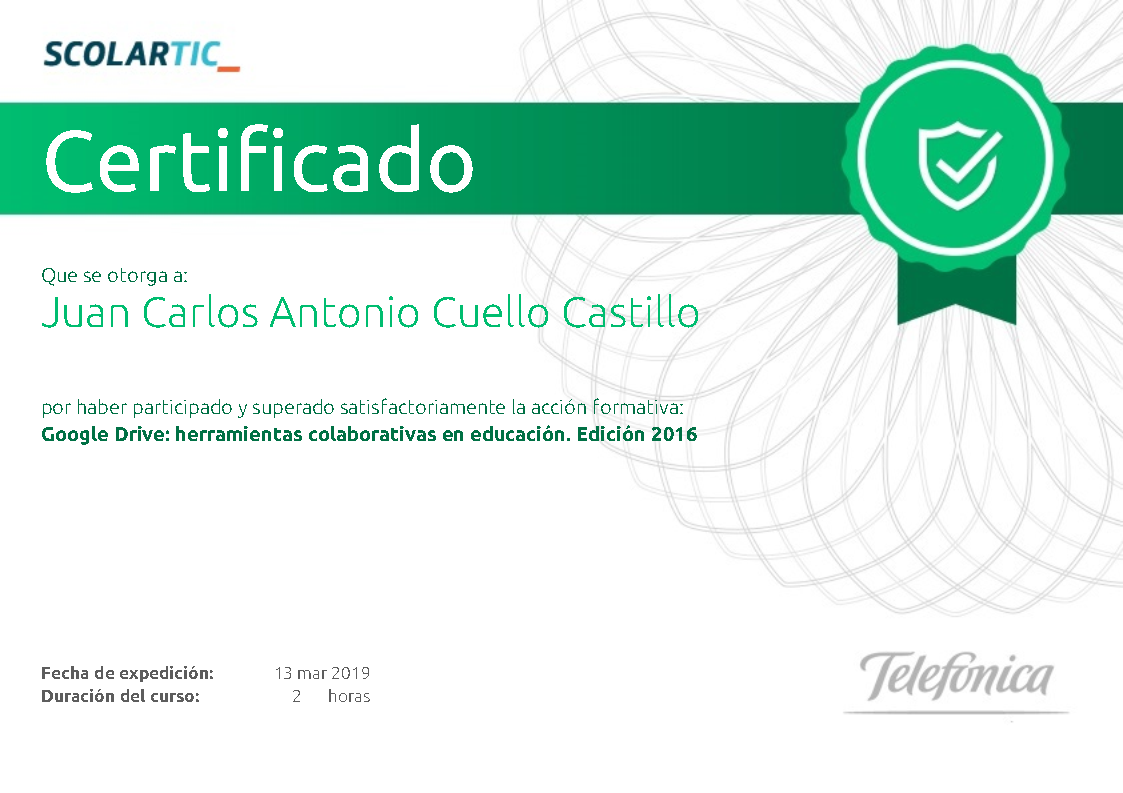 SCOLARTIC_
Certificado
Que se otorga a:
Juan Carlos Antonio Cuello Castillo
por haber participado y superado satisfactoriamente la acción formativa:
Google Drive: herramientas colaborativas en educación. Edición 2016
Fecha de expedición: 13 mar 2019
Duración del curso: 2 horas
Telefónica